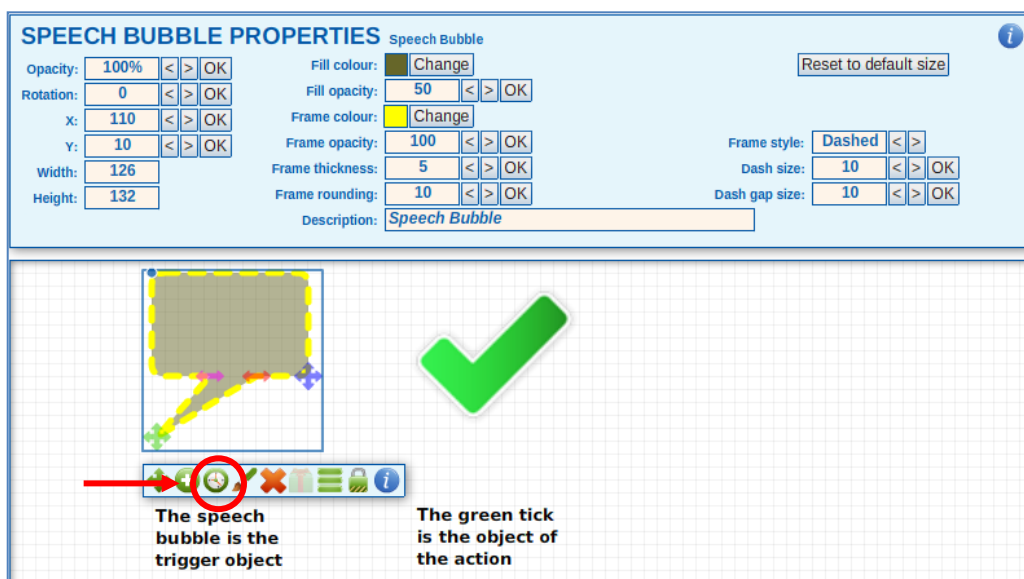 SPEECH BUBBLE PROPERTIES Speech Bubble i
Opacity: 100% < > OK Fill colour: Change Reset to default size
Rotation: 0 < > OK Fill opacity: 50 < > OK
X: 110 < > OK Frame colour: Change
Y: 10 < > OK Frame opacity: 100 < > OK Frame style: Dashed < >
Width: 126 Frame thickness: 5 < > OK Dash size: 10 < > OK
Height: 132 Frame rounding: 10 < > OK Dash gap size: 10 < > OK
Description: Speech Bubble
i
The speech
bubble is the
trigger object
The green tick
is the object of
the action